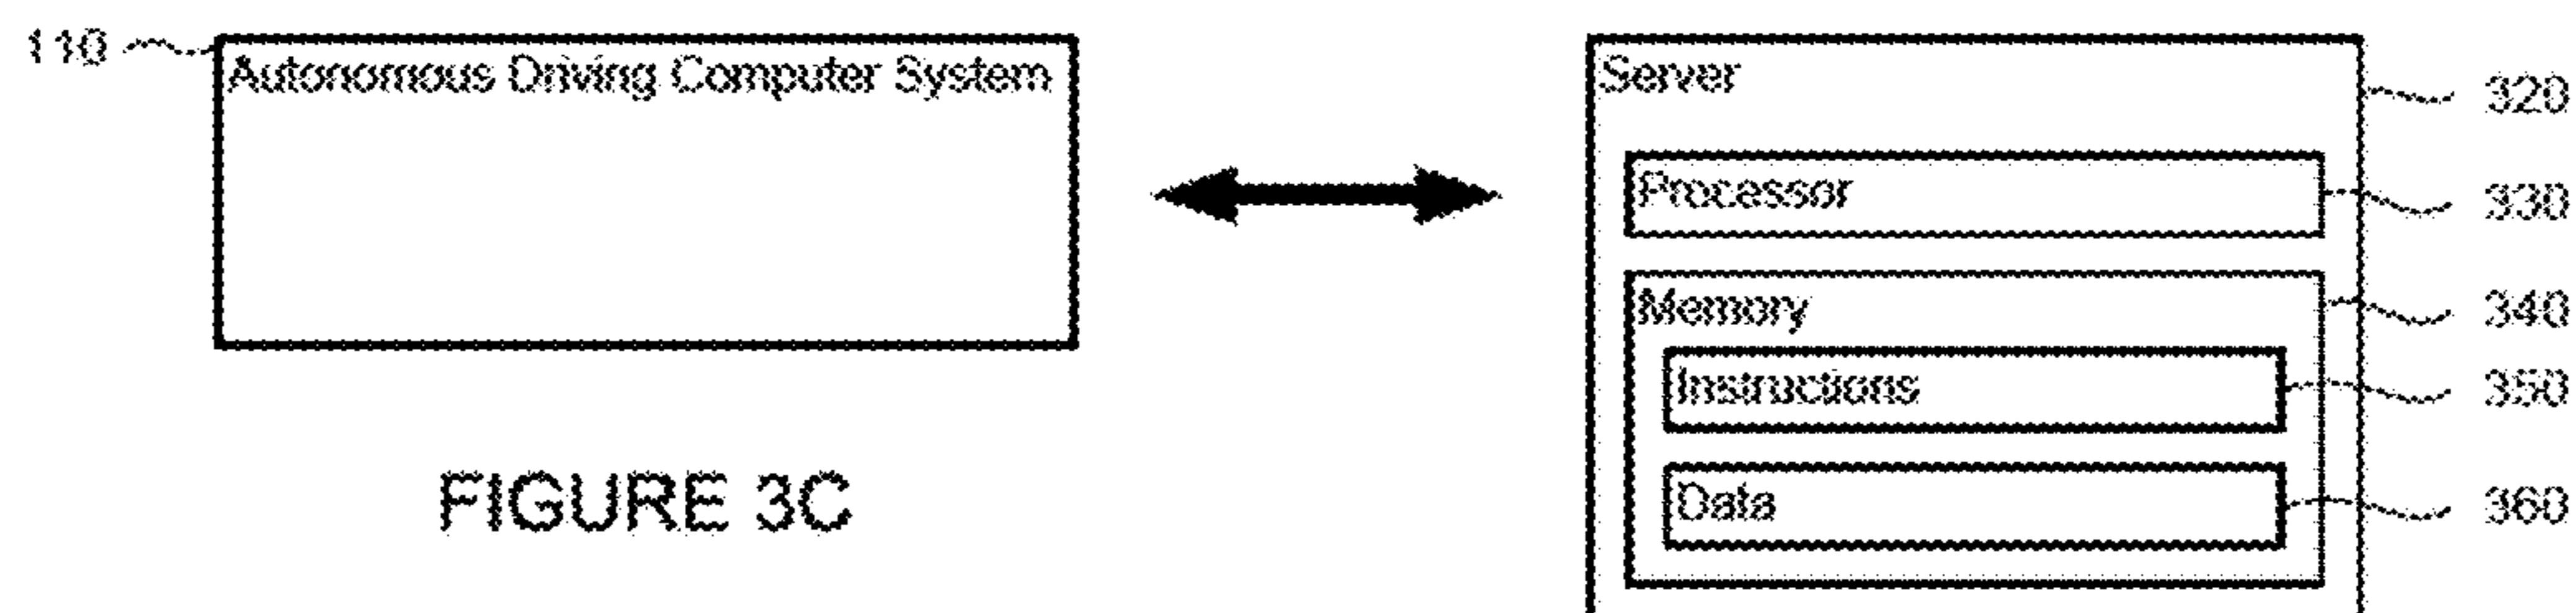 110
Autonomous Driving Computer System
FIGURE 3C
Server
320
Processor
330
Memory
340
Instructions
350
Data
360